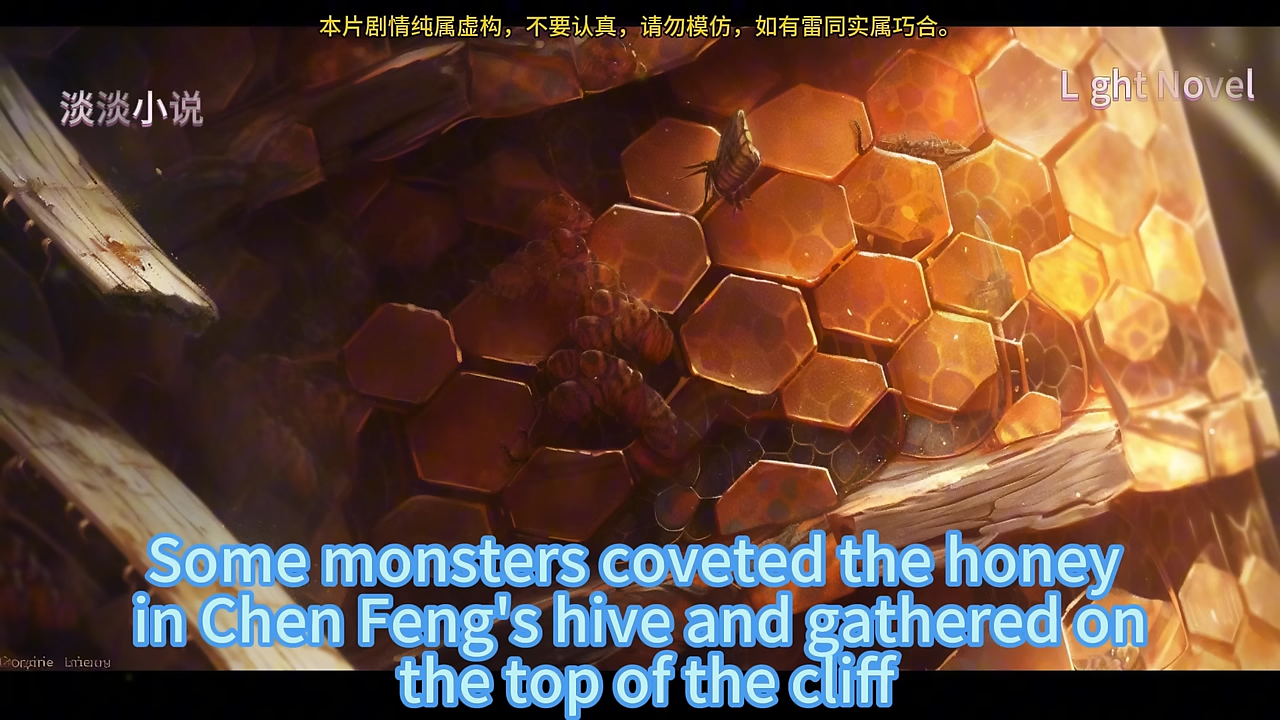 本片剧情纯属虚构，不要认真，请勿模仿，如有雷同实属巧合。
淡淡小说
L ght Novel
Some monsters coveted the honey
in Chen Feng's hive and gathered on
the top of the cliff